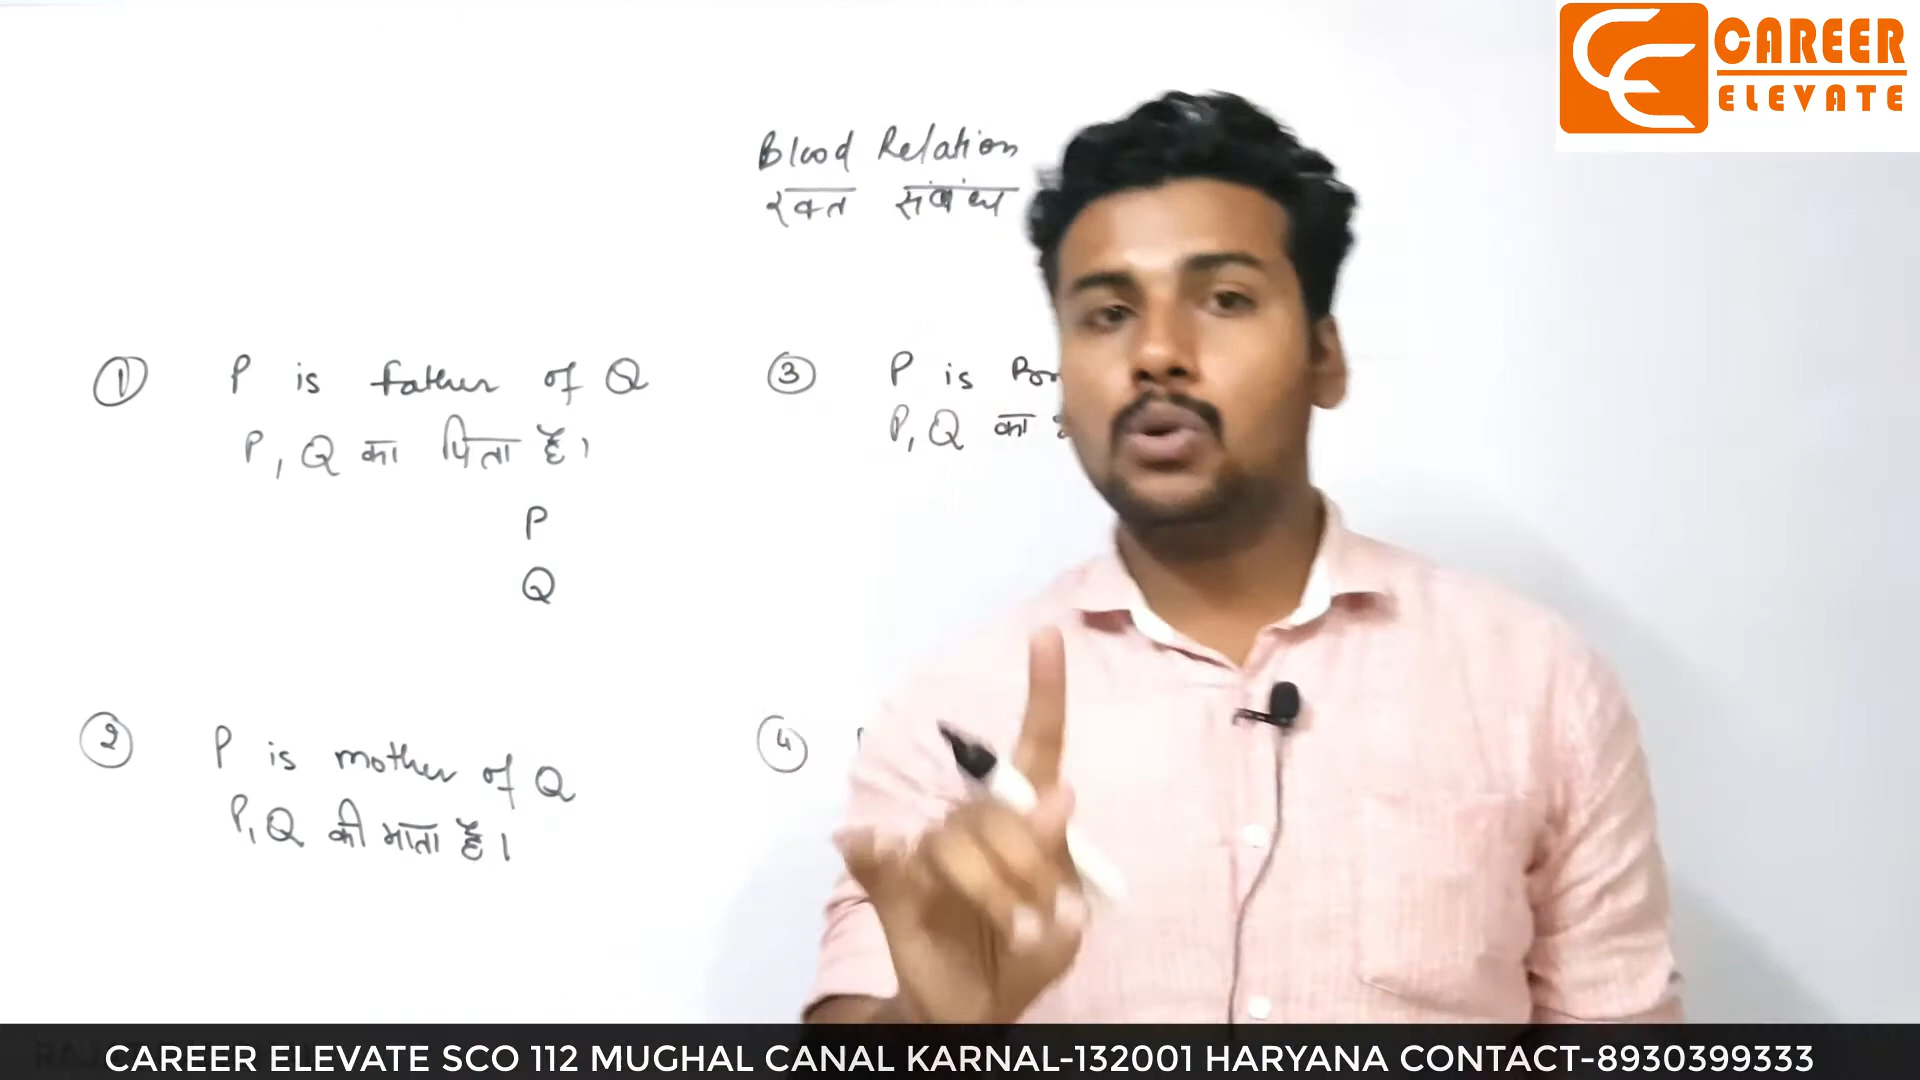 CAREER
ELEVATE
Blood Relation
रक्त संबंध
① P is father of Q
P, Q का पिता है।
P
Q
③ P is
P, Q का
② P is mother of Q
P, Q की माता है।
④
CAREER ELEVATE SCO 112 MUGHAL CANAL KARNAL-132001 HARYANA CONTACT-8930399333